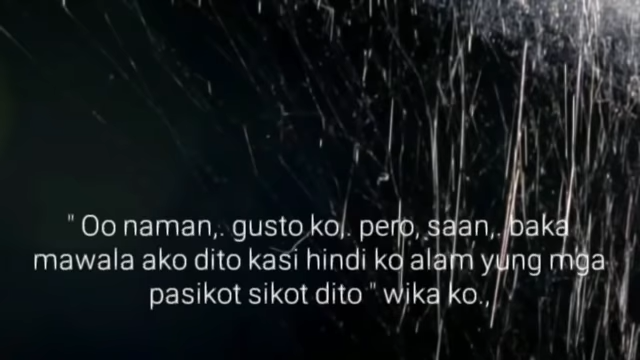 " Oo naman,. gusto ko,. pero, saan,. baka
mawala ako dito kasi hindi ko alam yung mga
pasikot sikot dito " wika ko.,